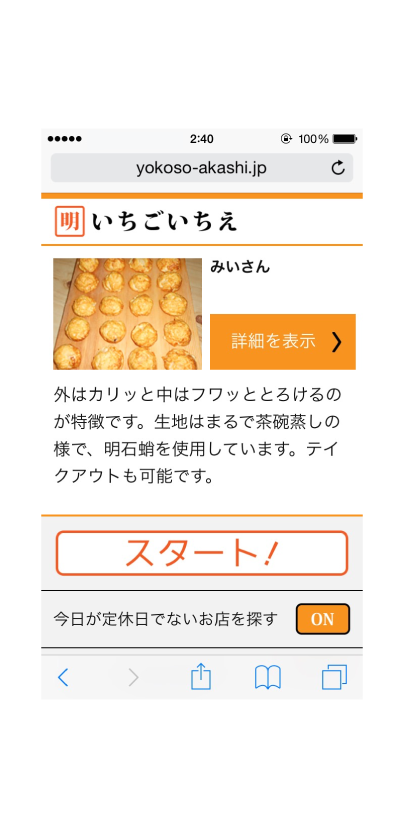 2:40
100%
yokoso-akashi.jp
明 いちごいちえ
みいさん
詳細を表示
外はカリッと中はフワッととろけるの
が特徴です。生地はまるで茶碗蒸しの
様で、明石蛸を使用しています。テイ
クアウトも可能です。
スタート!
今日が定休日でないお店を探す
ON